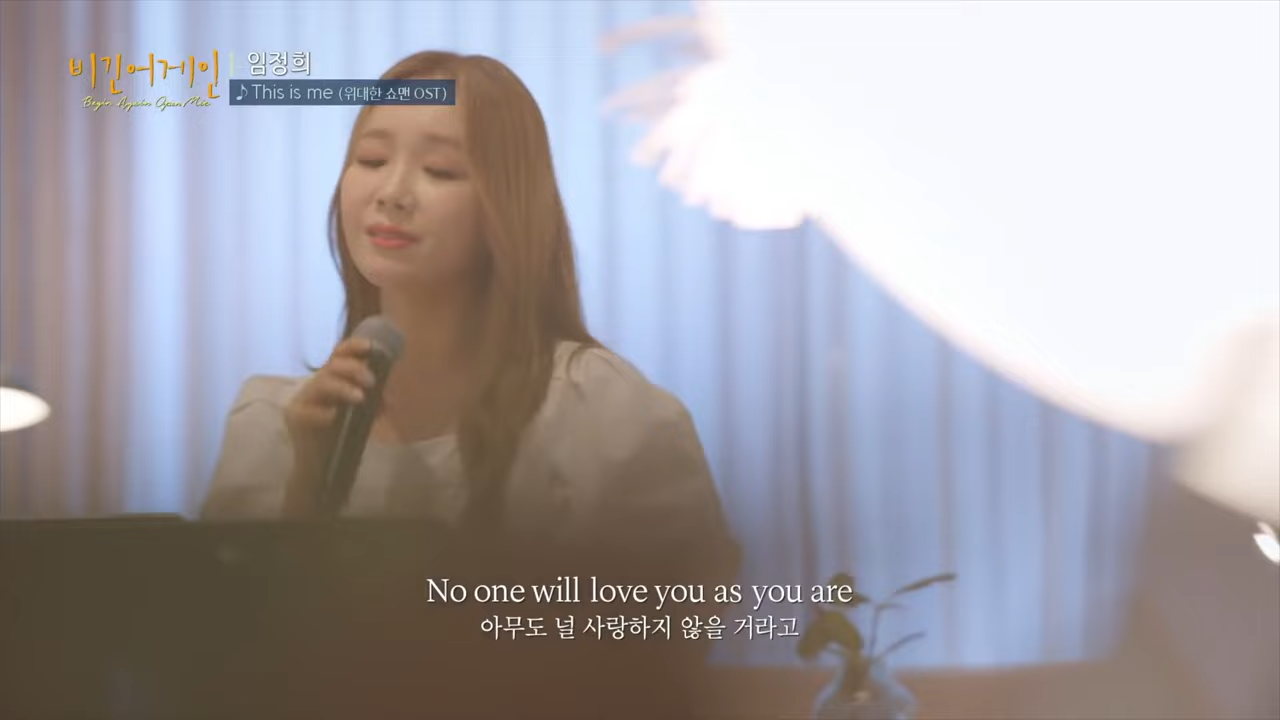 비긴어게인
Begin Again Open Mic
임정희
♪ This is me (위대한 쇼맨 OST)
No one will love you as you are
아무도 널 사랑하지 않을 거라고